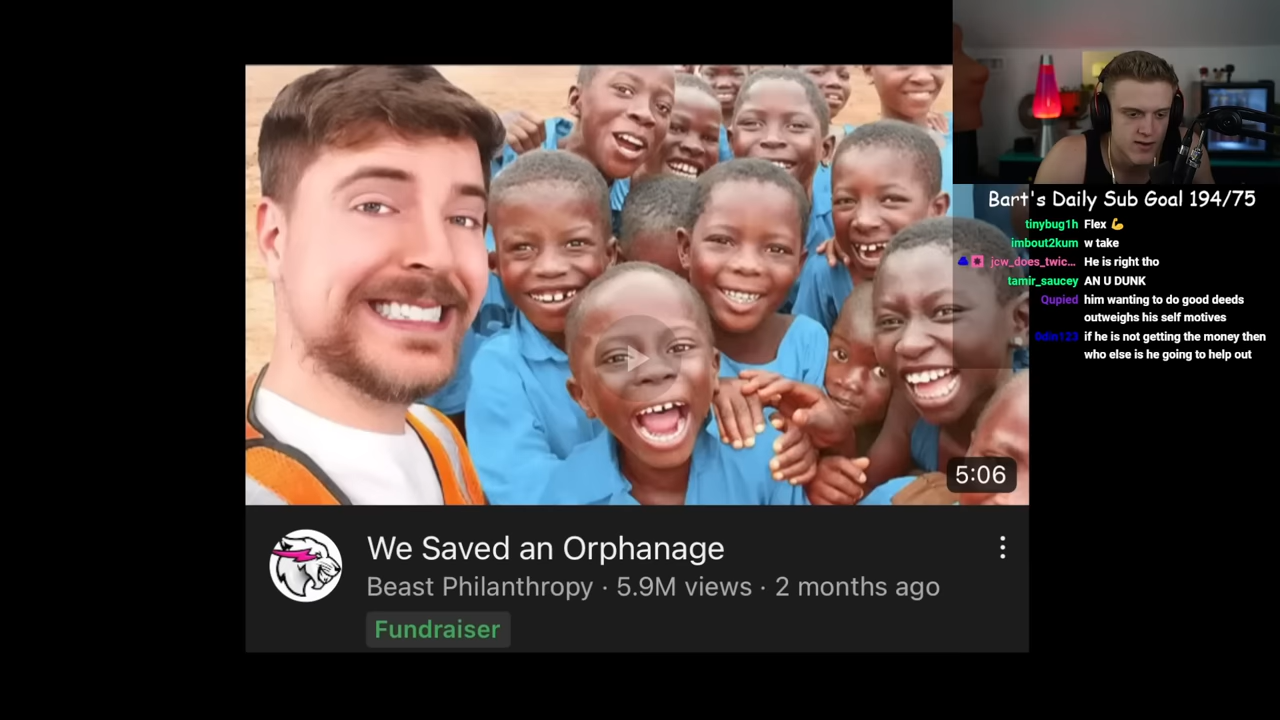 5:06
We Saved an Orphanage
Beast Philanthropy · 5.9M views · 2 months ago
Fundraiser
Bart's Daily Sub Goal 194/75
tinybug1h Flex 💪
imbout2kum w take
jcw_does_twic... He is right tho
tamir_saucey AN U DUNK
Qupied him wanting to do good deeds
outweighs his self motives
if he is not getting the money then
who else is he going to help out